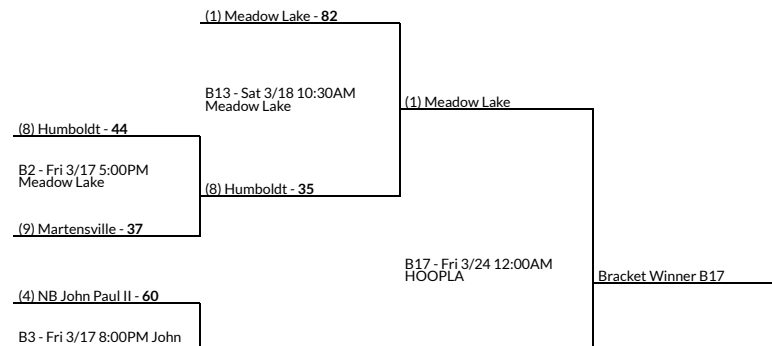 (1) Meadow Lake - 82
B13 - Sat 3/18 10:30AM
Meadow Lake
(1) Meadow Lake
(8) Humboldt - 44
B2 - Fri 3/17 5:00PM
Meadow Lake
(8) Humboldt - 35
(9) Martensville - 37
B17 - Fri 3/24 12:00AM
HOOPLA
Bracket Winner B17
(4) NB John Paul II - 60
B3 - Fri 3/17 8:00PM John